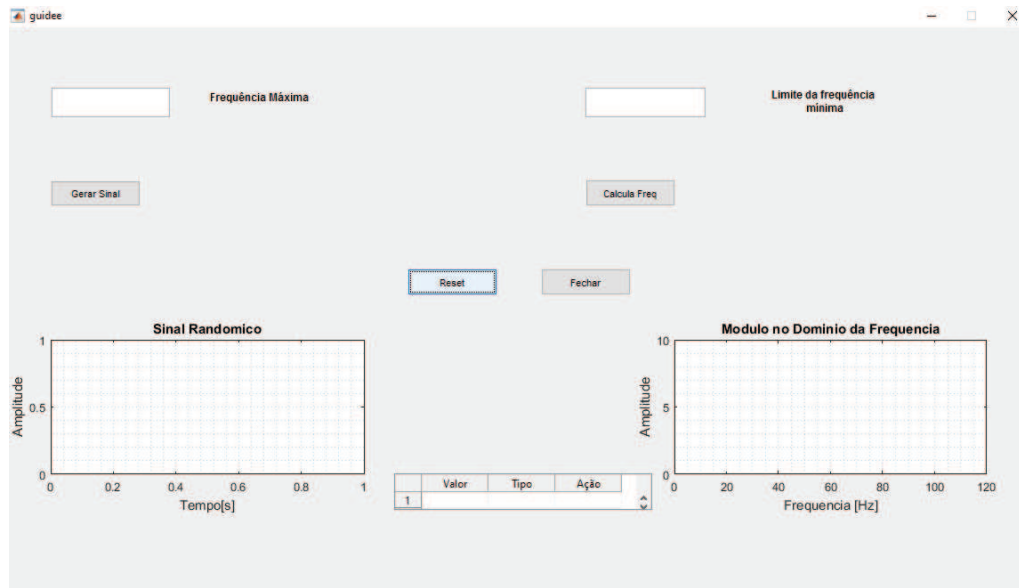 guidee
Frequência Máxima
Limite da frequência
mínima
Gerar Sinal
Calcula Freq
Reset
Fechar
Sinal Randomico
1
0.5
0
Amplitude
0
0.2
0.4
0.6
0.8
1
Tempo[s]
Valor
Tipo
Ação
1
Modulo no Dominio da Frequencia
10
5
0
Amplitude
0
20
40
60
80
100
120
Frequencia [Hz]